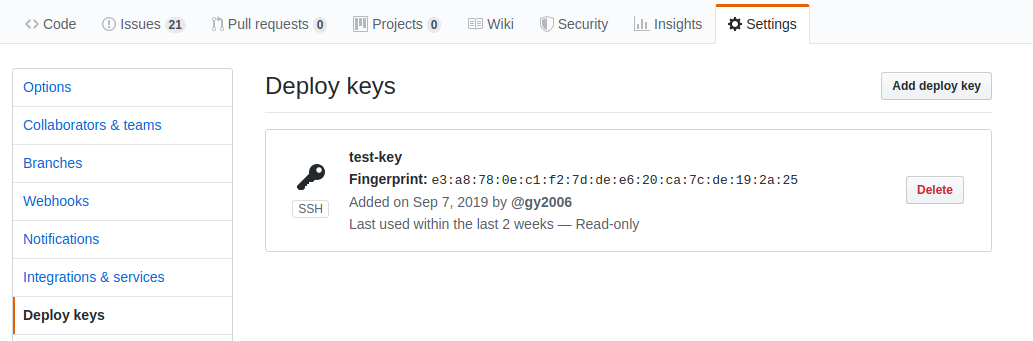 Code Issues 21 Pull requests 0 Projects 0 Wiki Security Insights Settings
Options
Collaborators & teams
Branches
Webhooks
Notifications
Integrations & services
Deploy keys
Deploy keys
Add deploy key
test-key
Fingerprint: e3:a8:78:0e:c1:f2:7d:de:e6:20:ca:7c:de:19:2a:25
SSH
Added on Sep 7, 2019 by @gy2006
Last used within the last 2 weeks — Read-only
Delete